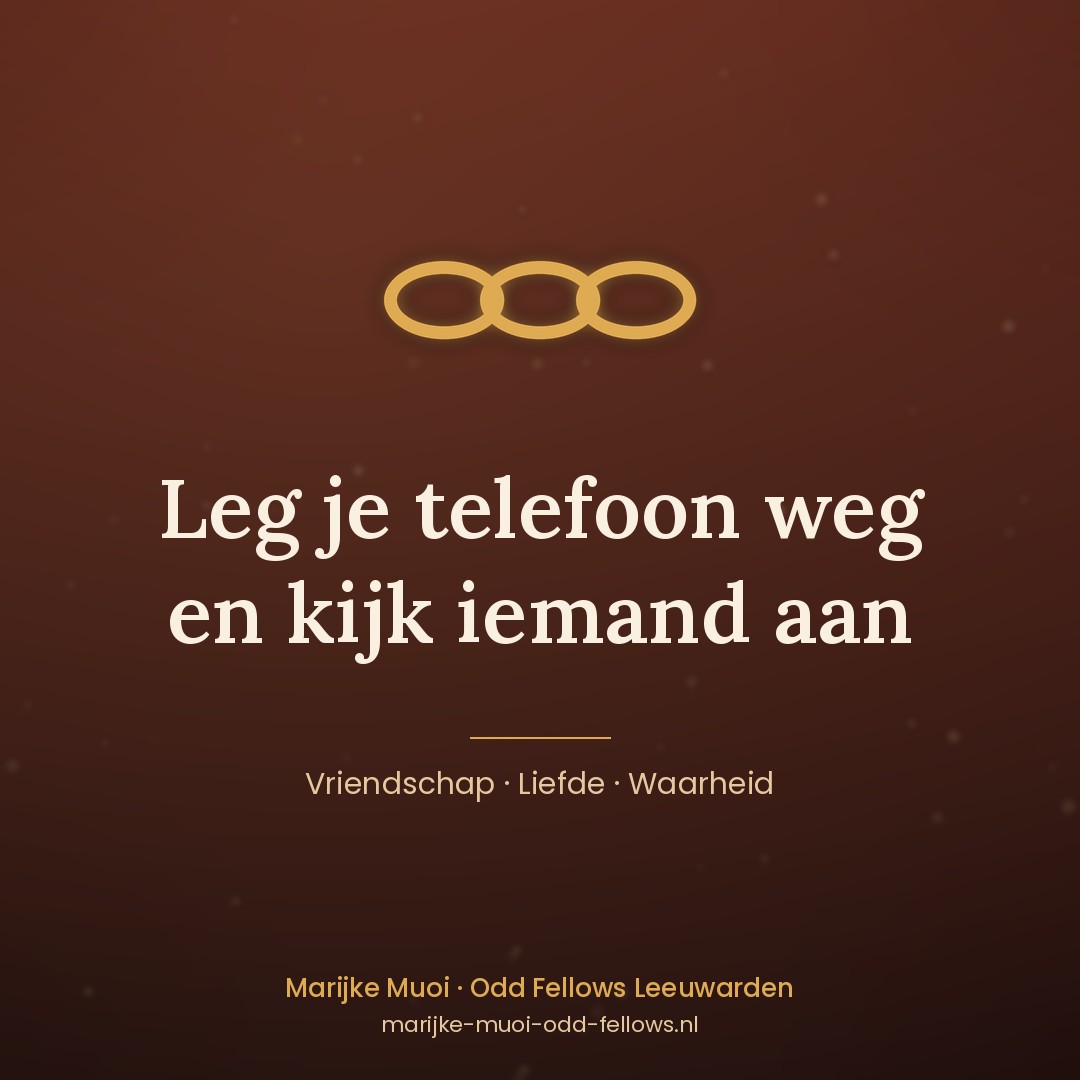 Leg je telefoon weg
en kijk iemand aan
Vriendschap · Liefde · Waarheid
Marijke Muoi · Odd Fellows Leeuwarden
marijke-muoi-odd-fellows.nl